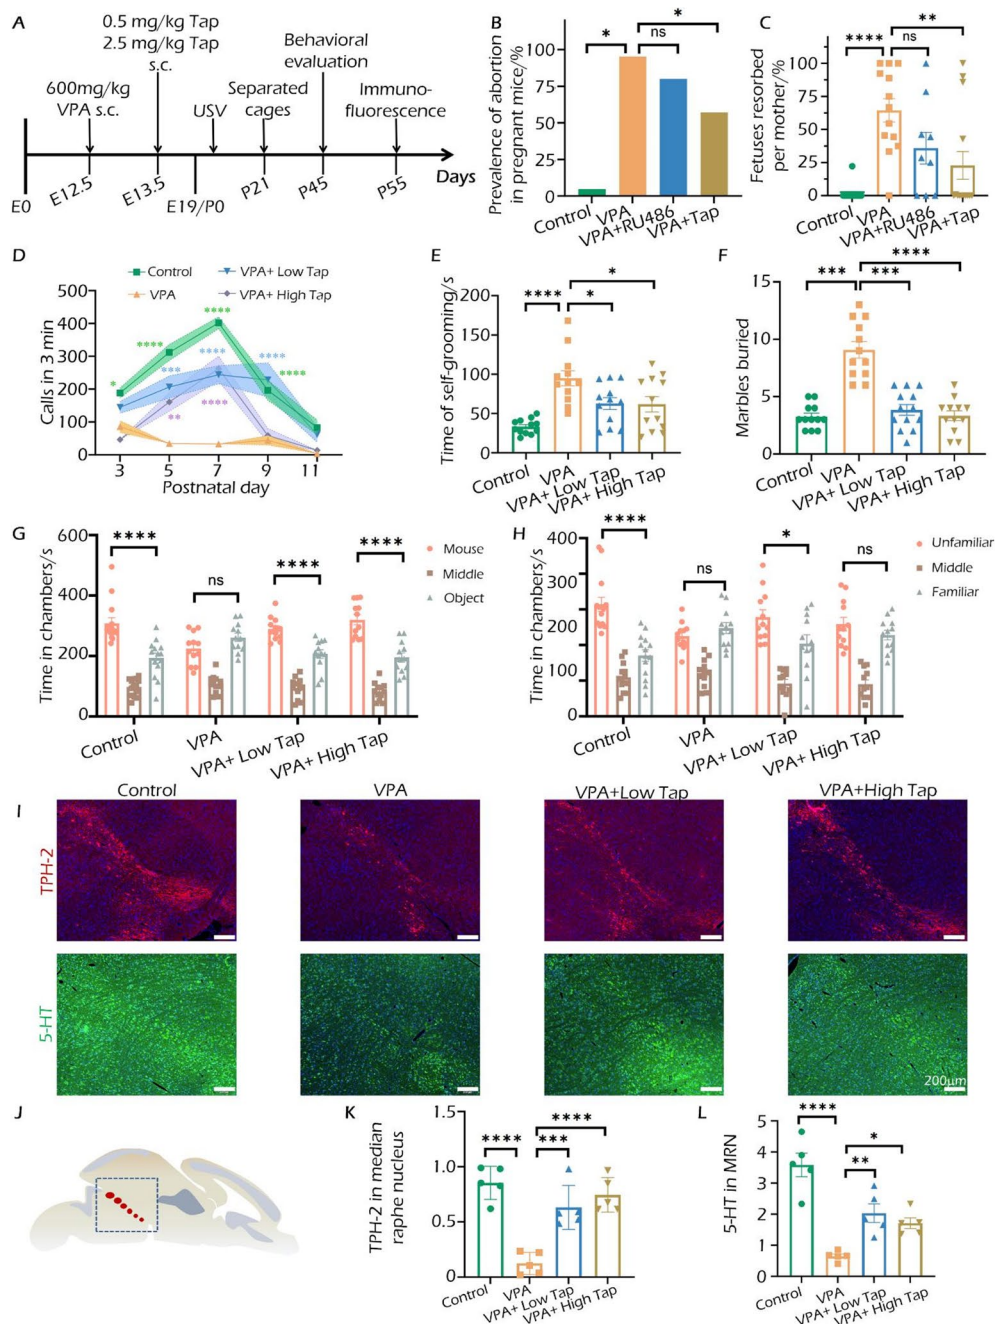 A
0.5 mg/kg Tap
2.5 mg/kg Tap
s.c.
Behavioral
evaluation
600mg/kg
VPA s.c.
USV
Separated
cages
Immuno-
fluorescence
E0
E12.5
E13.5
E19/P0
P21
P45
P55
Days
B
Prevalence of abortion
in pregnant mice/%
* ns *
100
75
50
25
0
Control
VPA
VPA+RU486
VPA+Tap
C
Fetuses resorbed
per mother/%
**** ns **
125
100
75
50
25
0
Control
VPA
VPA+RU486
VPA+Tap
D
Control
VPA
VPA+ Low Tap
VPA+ High Tap
Calls in 3 min
500
400
300
200
100
0
* **** **** ****
*** **** ****
** ****
3 5 7 9 11
Postnatal day
E
Time of self-grooming/s
**** * *
200
150
100
50
0
Control
VPA
VPA+ Low Tap
VPA+ High Tap
F
Marbles buried
*** *** ****
15
10
5
0
Control
VPA
VPA+ Low Tap
VPA+ High Tap
G
Time in chambers/s
600
400
200
0
**** ns **** ****
Mouse
Middle
Object
Control
VPA
VPA+ Low Tap
VPA+ High Tap
H
Time in chambers/s
400
300
200
100
0
**** ns * ns
Unfamiliar
Middle
Familiar
Control
VPA
VPA+ Low Tap
VPA+ High Tap
I
Control
VPA
VPA+Low Tap
VPA+High Tap
TPH-2
5-HT
200μm
J
K
TPH-2 in median
raphe nucleus
1.5
1.0
0.5
0
**** *** ****
Control
VPA
VPA+ Low Tap
VPA+ High Tap
L
5-HT in MRN
5
4
3
2
1
0
**** ** *
Control
VPA
VPA+ Low Tap
VPA+ High Tap